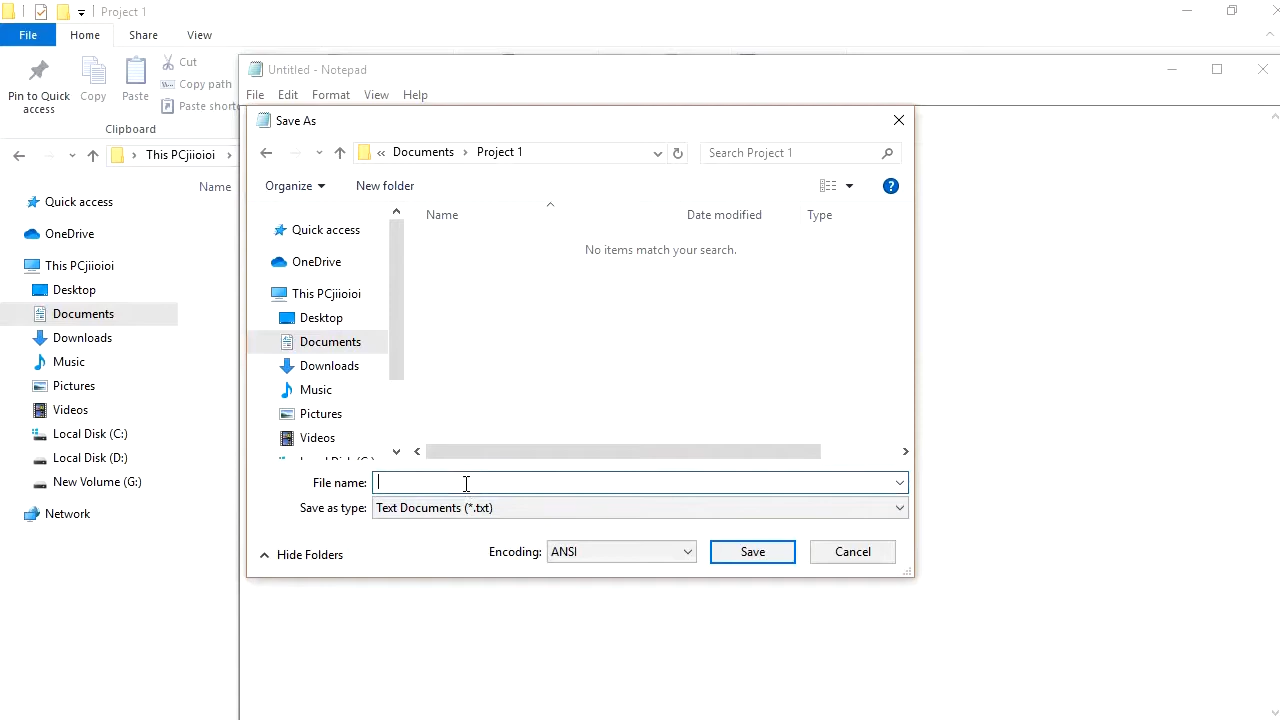 Project 1
File Home Share View
Pin to Quick access
Copy
Paste
Cut
Copy path
Paste shortc
Clipboard
This PCjiioioi
Name
Quick access
OneDrive
This PCjiioioi
Desktop
Documents
Downloads
Music
Pictures
Videos
Local Disk (C:)
Local Disk (D:)
New Volume (G:)
Network
Untitled - Notepad
File Edit Format View Help
Save As
« Documents › Project 1
Search Project 1
Organize New folder
Name Date modified Type
No items match your search.
Quick access
OneDrive
This PCjiioioi
Desktop
Documents
Downloads
Music
Pictures
Videos
File name:
Save as type: Text Documents (*.txt)
Hide Folders
Encoding: ANSI
Save
Cancel